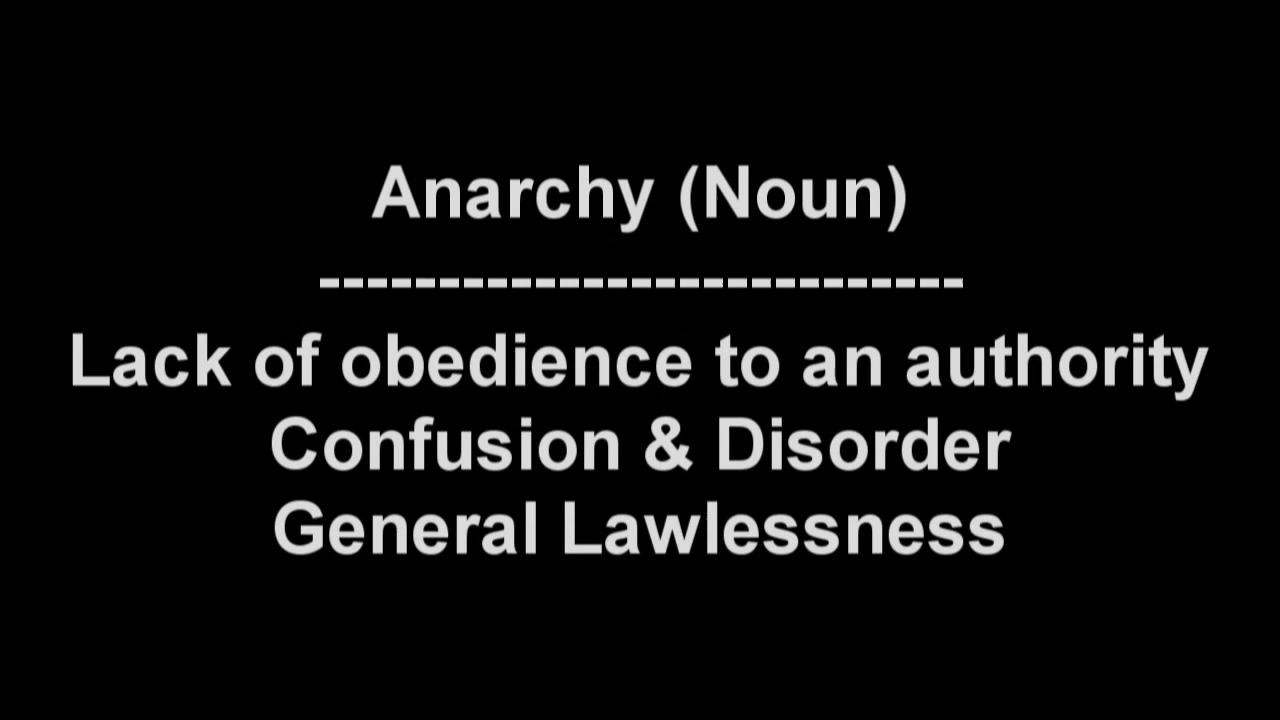 Anarchy (Noun)
---------------------------
Lack of obedience to an authority
Confusion & Disorder
General Lawlessness